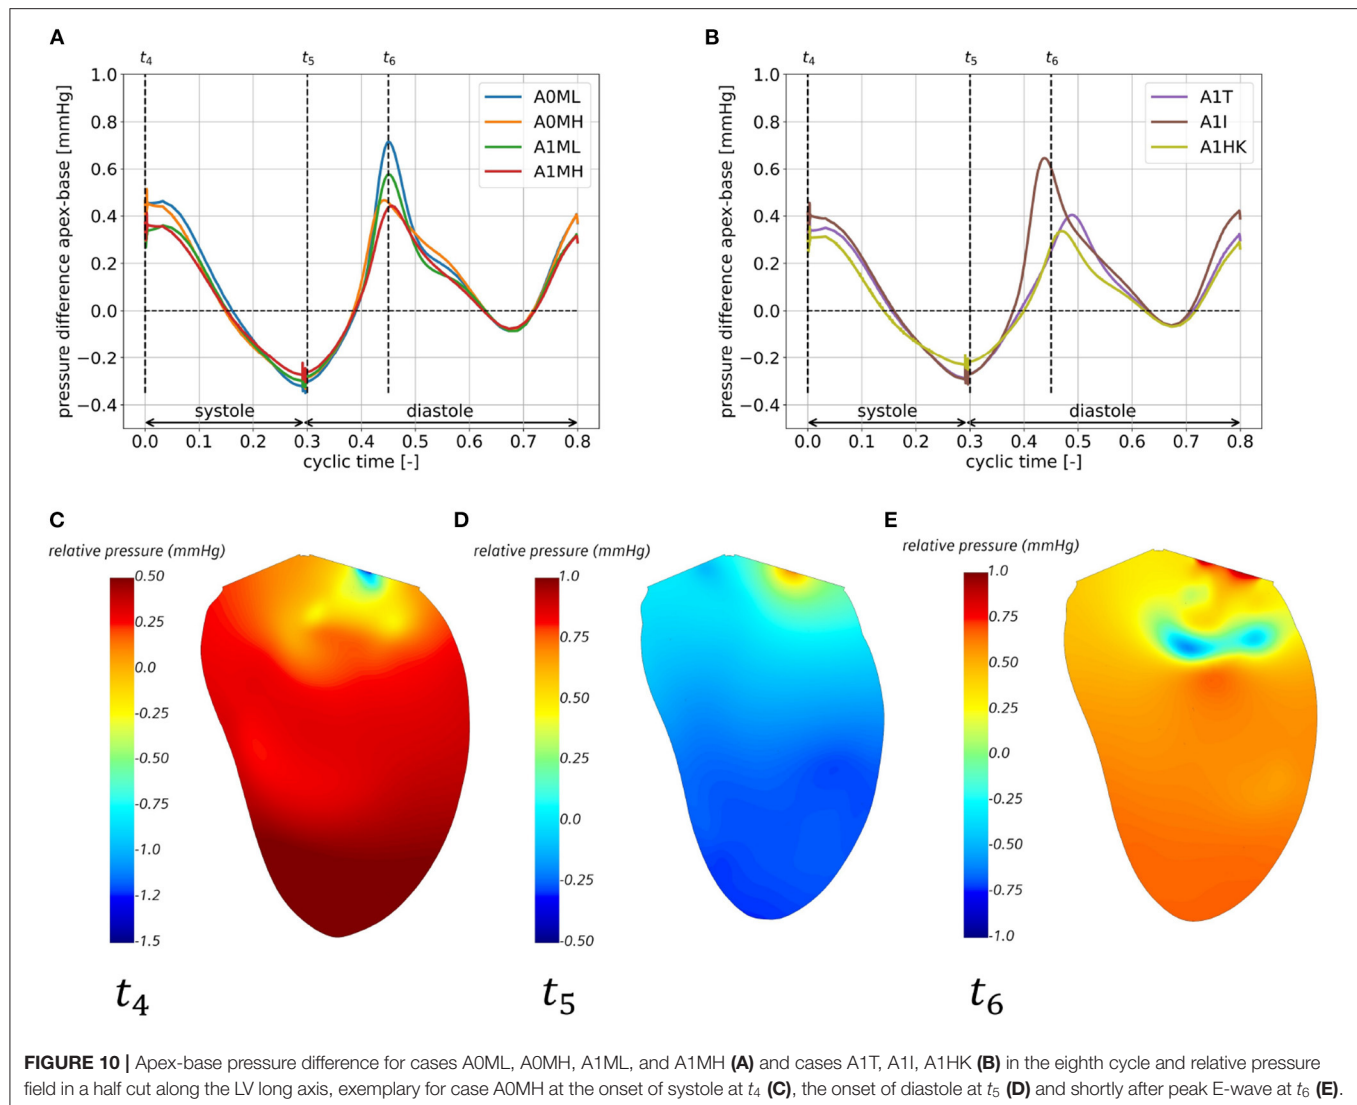 A
t4 t5 t6
1.0
0.8
0.6
0.4
0.2
0.0
−0.2
−0.4
pressure difference apex-base [mmHg]
A0ML
A0MH
A1ML
A1MH
systole diastole
0.0 0.1 0.2 0.3 0.4 0.5 0.6 0.7 0.8
cyclic time [-]
B
t4 t5 t6
1.0
0.8
0.6
0.4
0.2
0.0
−0.2
−0.4
pressure difference apex-base [mmHg]
A1T
A1I
A1HK
systole diastole
0.0 0.1 0.2 0.3 0.4 0.5 0.6 0.7 0.8
cyclic time [-]
C
relative pressure (mmHg)
0.50
0.25
0.0
-0.25
-0.50
-0.75
-1.0
-1.2
-1.5
t4
D
relative pressure (mmHg)
1.0
0.75
0.50
0.25
0.0
-0.25
-0.50
t5
E
relative pressure (mmHg)
1.0
0.75
0.50
0.25
0.0
-0.25
-0.50
-0.75
-1.0
t6
FIGURE 10 | Apex-base pressure difference for cases A0ML, A0MH, A1ML, and A1MH (A) and cases A1T, A1I, A1HK (B) in the eighth cycle and relative pressure
field in a half cut along the LV long axis, exemplary for case A0MH at the onset of systole at t4 (C), the onset of diastole at t5 (D) and shortly after peak E-wave at t6 (E).